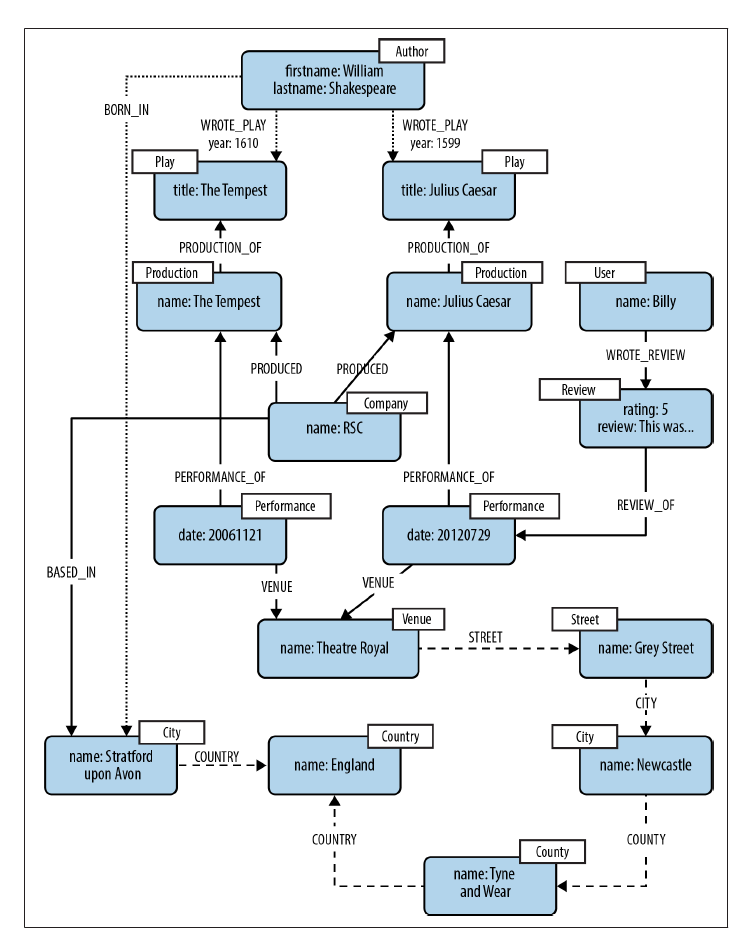 Author
firstname: William
lastname: Shakespeare
BORN_IN
WROTE_PLAY
year: 1610
WROTE_PLAY
year: 1599
Play
title: The Tempest
Play
title: Julius Caesar
PRODUCTION_OF
PRODUCTION_OF
Production
name: The Tempest
Production
name: Julius Caesar
User
name: Billy
WROTE_REVIEW
PRODUCED
PRODUCED
Company
name: RSC
Review
rating: 5
review: This was...
PERFORMANCE_OF
PERFORMANCE_OF
Performance
date: 20061121
Performance
date: 20120729
REVIEW_OF
BASED_IN
VENUE
VENUE
Venue
name: Theatre Royal
STREET
Street
name: Grey Street
CITY
City
name: Stratford
upon Avon
COUNTRY
Country
name: England
City
name: Newcastle
COUNTRY
COUNTY
County
name: Tyne
and Wear